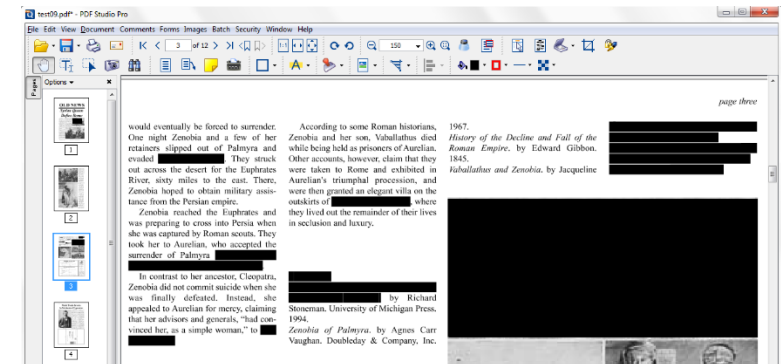 test09.pdf* - PDF Studio Pro
File Edit View Document Comments Forms Images Batch Security Window Help
3 of 12
150
Options
Pages
OLD NEWS
1
2
3
4
page three
would eventually be forced to surrender.
One night Zenobia and a few of her
retainers slipped out of Palmyra and
evaded . They struck
out across the desert for the Euphrates
River, sixty miles to the east. There,
Zenobia hoped to obtain military assis-
tance from the Persian empire.
Zenobia reached the Euphrates and
was preparing to cross into Persia when
she was captured by Roman scouts. They
took her to Aurelian, who accepted the
surrender of Palmyra
In contrast to her ancestor, Cleopatra,
Zenobia did not commit suicide when she
was finally defeated. Instead, she
appealed to Aurelian for mercy, claiming
that her advisors and generals, "had con-
vinced her, as a simple woman," to
According to some Roman historians,
Zenobia and her son, Vaballathus died
while being held as prisoners of Aurelian.
Other accounts, however, claim that they
were taken to Rome and exhibited in
Aurelian's triumphal procession, and
were then granted an elegant villa on the
outskirts of , where
they lived out the remainder of their lives
in seclusion and luxury.
by Richard
Stoneman. University of Michigan Press.
1994.
Zenobia of Palmyra. by Agnes Carr
Vaughan. Doubleday & Company, Inc.
1967.
History of the Decline and Fall of the
Roman Empire. by Edward Gibbon.
1845.
Vaballathus and Zenobia. by Jacqueline